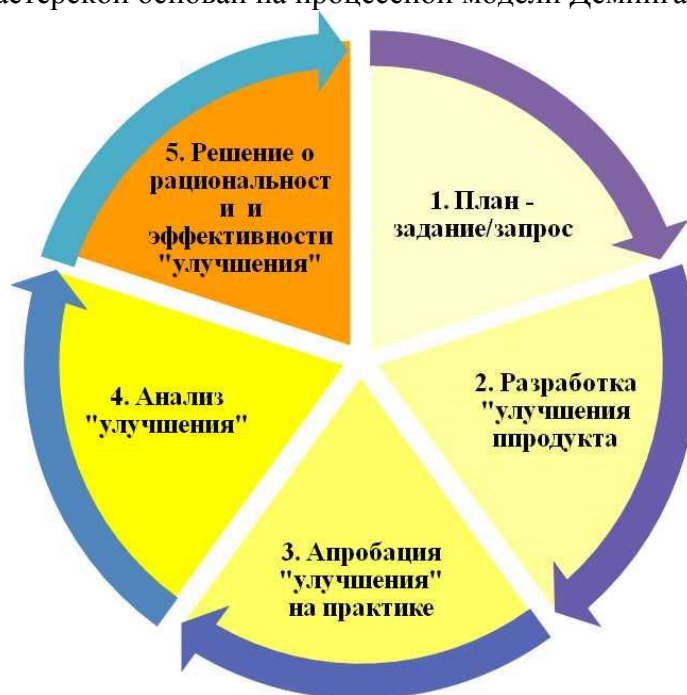 астерской основан на процессной модели Деминга
5. Решение о
рациональност
и и
эффективности
"улучшения"
1. План -
задание/запрос
2. Разработка
"улучшения
ппродукта
3. Апробация
"улучшения"
на практике
4. Анализ
"улучшения"